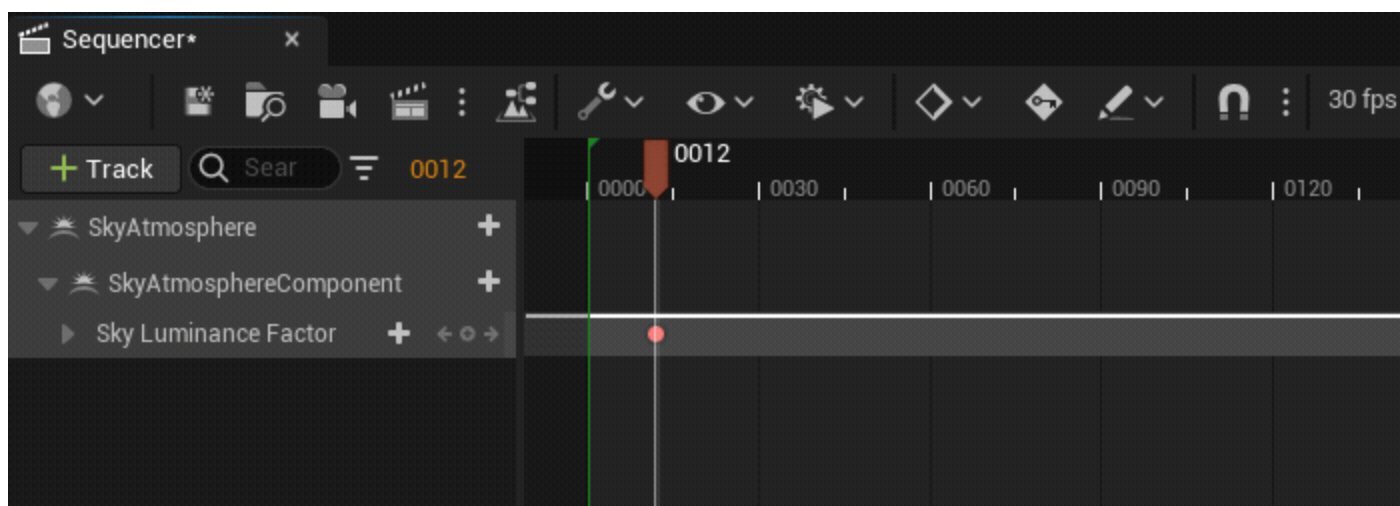 Sequencer*
30 fps
Track
Sear
0012
0012
0000
0030
0060
0090
0120
SkyAtmosphere
SkyAtmosphereComponent
Sky Luminance Factor